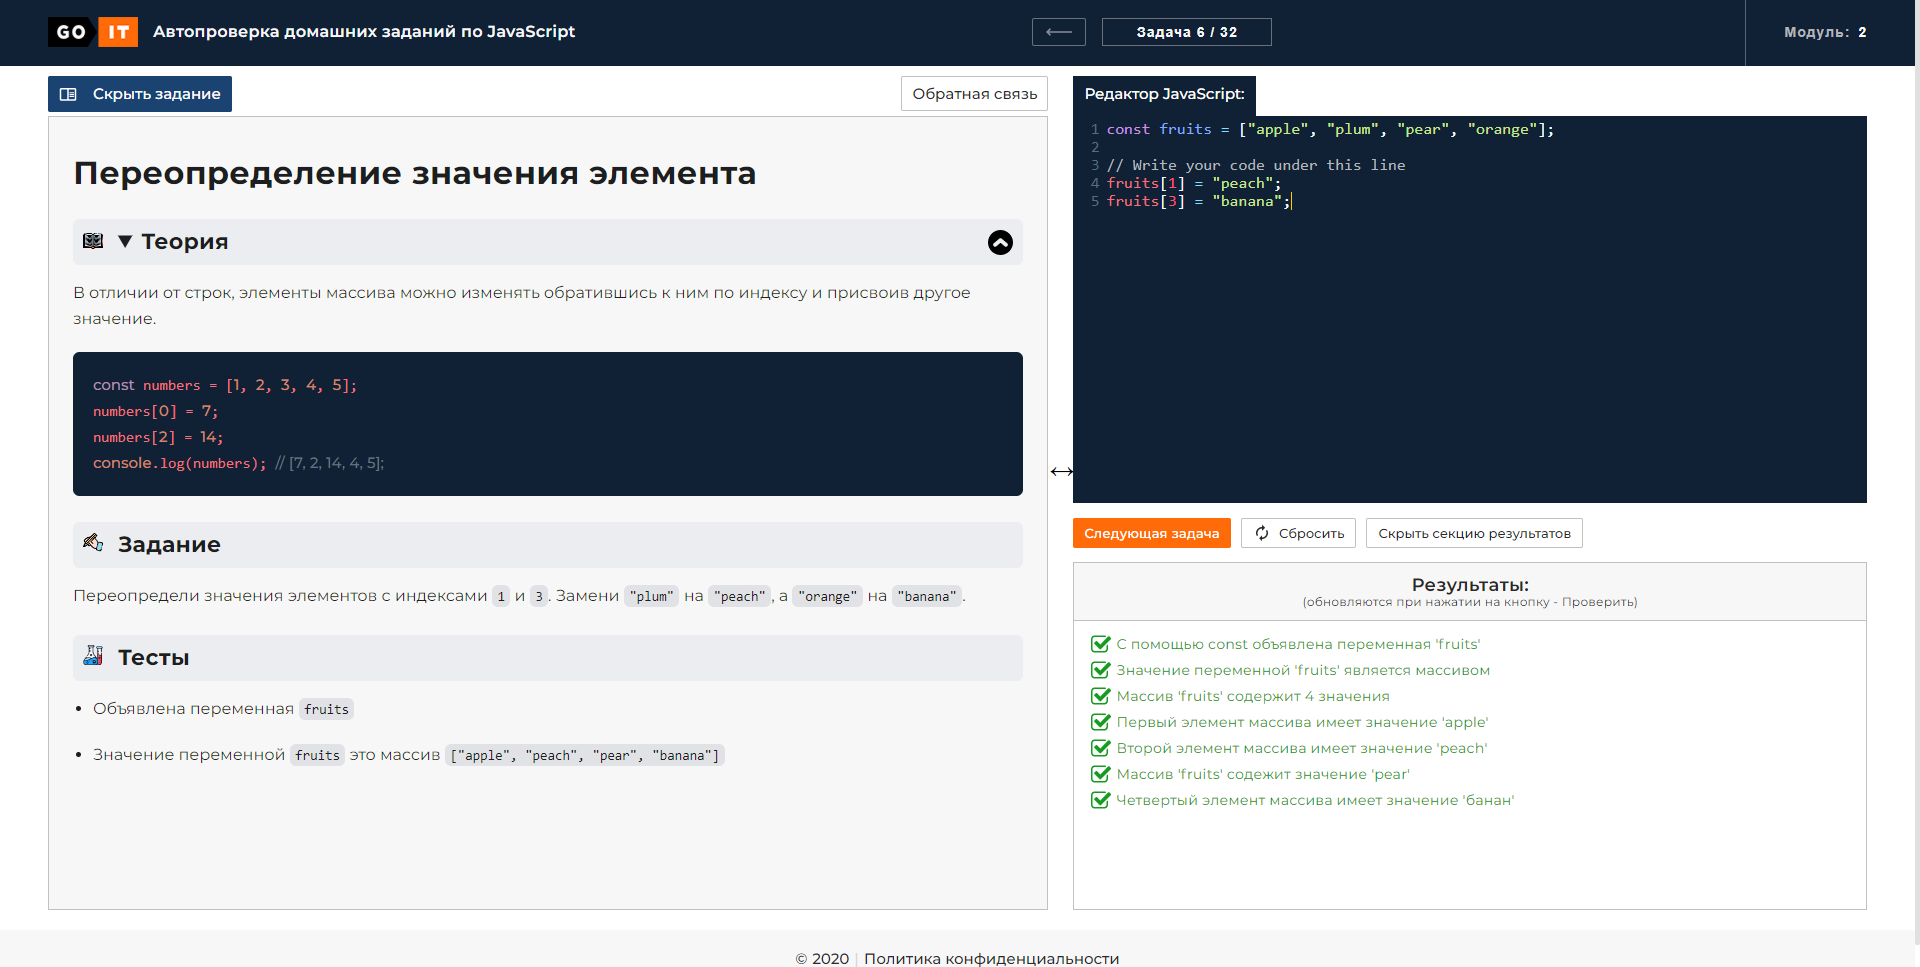 GO IT Автопроверка домашних заданий по JavaScript
Задача 6 / 32
Модуль: 2
Скрыть задание
Обратная связь
Переопределение значения элемента
Теория
В отличии от строк, элементы массива можно изменять обратившись к ним по индексу и присвоив другое
значение.
const numbers = [1, 2, 3, 4, 5];
numbers[0] = 7;
numbers[2] = 14;
console.log(numbers); // [7, 2, 14, 4, 5];
Задание
Переопредели значения элементов с индексами 1 и 3. Замени "plum" на "peach", а "orange" на "banana".
Тесты
• Объявлена переменная fruits
• Значение переменной fruits это массив ["apple", "peach", "pear", "banana"]
Редактор JavaScript:
1 const fruits = ["apple", "plum", "pear", "orange"];
2
3 // Write your code under this line
4 fruits[1] = "peach";
5 fruits[3] = "banana";
Следующая задача
Сбросить
Скрыть секцию результатов
Результаты:
(обновляются при нажатии на кнопку - Проверить)
С помощью const объявлена переменная 'fruits'
Значение переменной 'fruits' является массивом
Массив 'fruits' содержит 4 значения
Первый элемент массива имеет значение 'apple'
Второй элемент массива имеет значение 'peach'
Массив 'fruits' содежит значение 'pear'
Четвертый элемент массива имеет значение 'банан'
© 2020 | Политика конфиденциальности